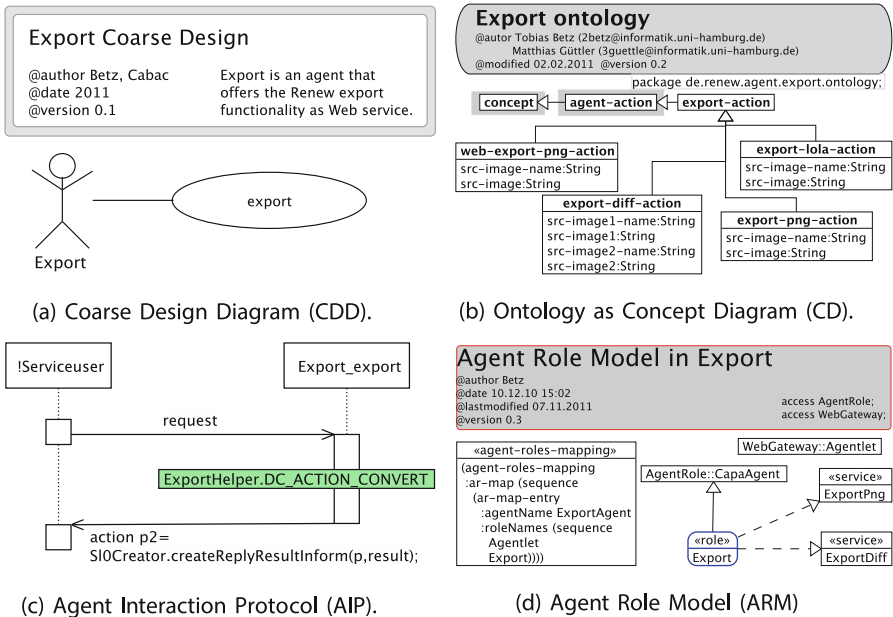 Export Coarse Design
@author Betz, Cabac
@date 2011
@version 0.1
Export is an agent that
offers the Renew export
functionality as Web service.
export
Export
(a) Coarse Design Diagram (CDD).
Export ontology
@autor Tobias Betz (2betz@informatik.uni-hamburg.de)
Matthias Güttler (3guettle@informatik.uni-hamburg.de)
@modified 02.02.2011 @version 0.2
package de.renew.agent.export.ontology;
concept
agent-action
export-action
web-export-png-action
src-image-name:String
src-image:String
export-lola-action
src-image-name:String
src-image:String
export-diff-action
src-image1-name:String
src-image1:String
src-image2-name:String
src-image2:String
export-png-action
src-image-name:String
src-image:String
(b) Ontology as Concept Diagram (CD).
!Serviceuser
Export_export
request
ExportHelper.DC_ACTION_CONVERT
action p2=
Sl0Creator.createReplyResultInform(p,result);
(c) Agent Interaction Protocol (AIP).
Agent Role Model in Export
@author Betz
@date 10.12.10 15:02
@lastmodified 07.11.2011
@version 0.3
access AgentRole;
access WebGateway;
«agent-roles-mapping»
(agent-roles-mapping
:ar-map (sequence
(ar-map-entry
:agentName ExportAgent
:roleNames (sequence
Agentlet
Export))))
WebGateway::Agentlet
AgentRole::CapaAgent
«service»
ExportPng
«role»
Export
«service»
ExportDiff
(d) Agent Role Model (ARM)